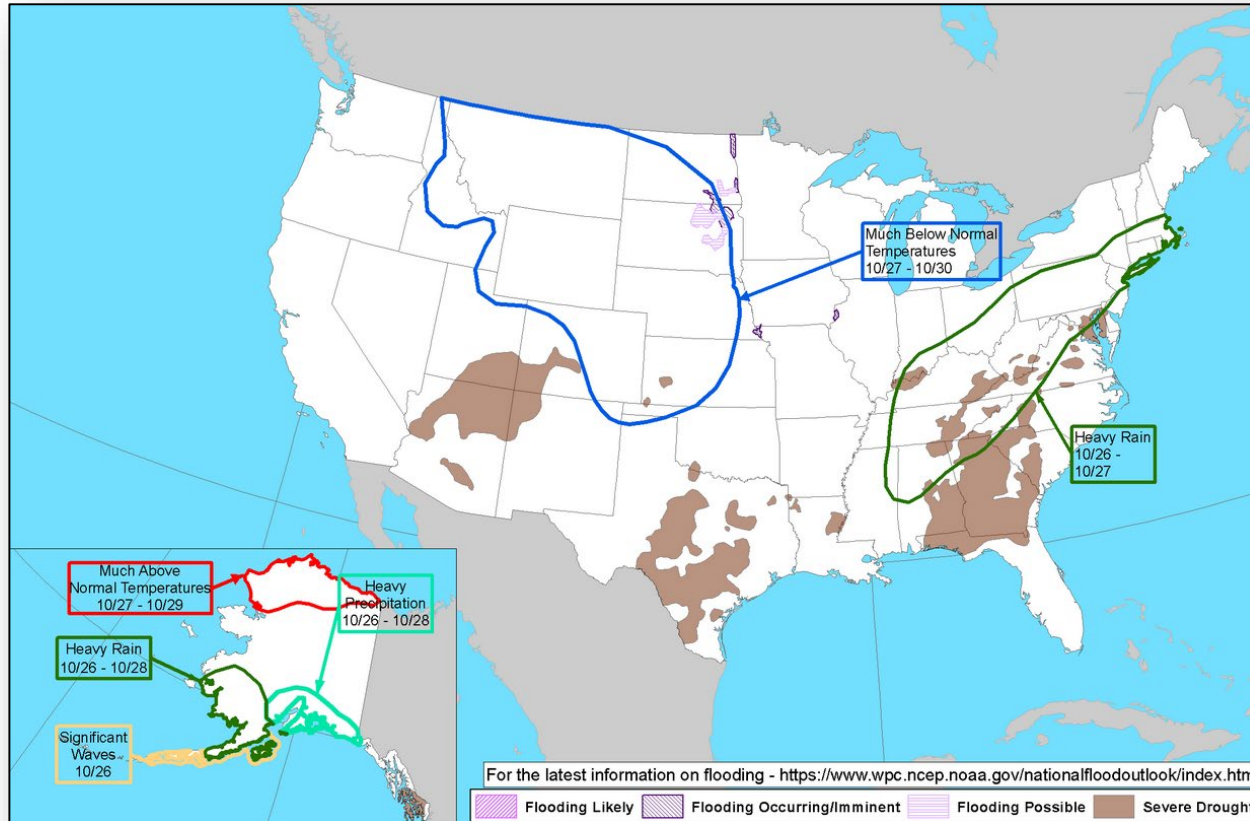 Much Below Normal
Temperatures
10/27 - 10/30
Heavy Rain
10/26 -
10/27
Much Above
Normal Temperatures
10/27 - 10/29
Heavy
Precipitation
10/26 - 10/28
Heavy Rain
10/26 - 10/28
Significant
Waves
10/26
For the latest information on flooding - https://www.wpc.ncep.noaa.gov/nationalfloodoutlook/index.htm
Flooding Likely
Flooding Occurring/Imminent
Flooding Possible
Severe Drought